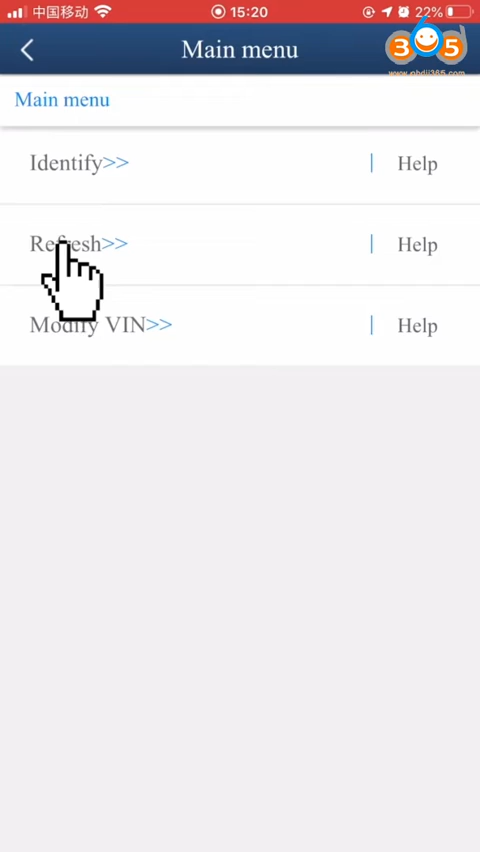 中国移动 15:20 22%
Main menu
365
www.obdii365.com
Main menu
Identify>> | Help
Refresh>> | Help
Modify VIN>> | Help